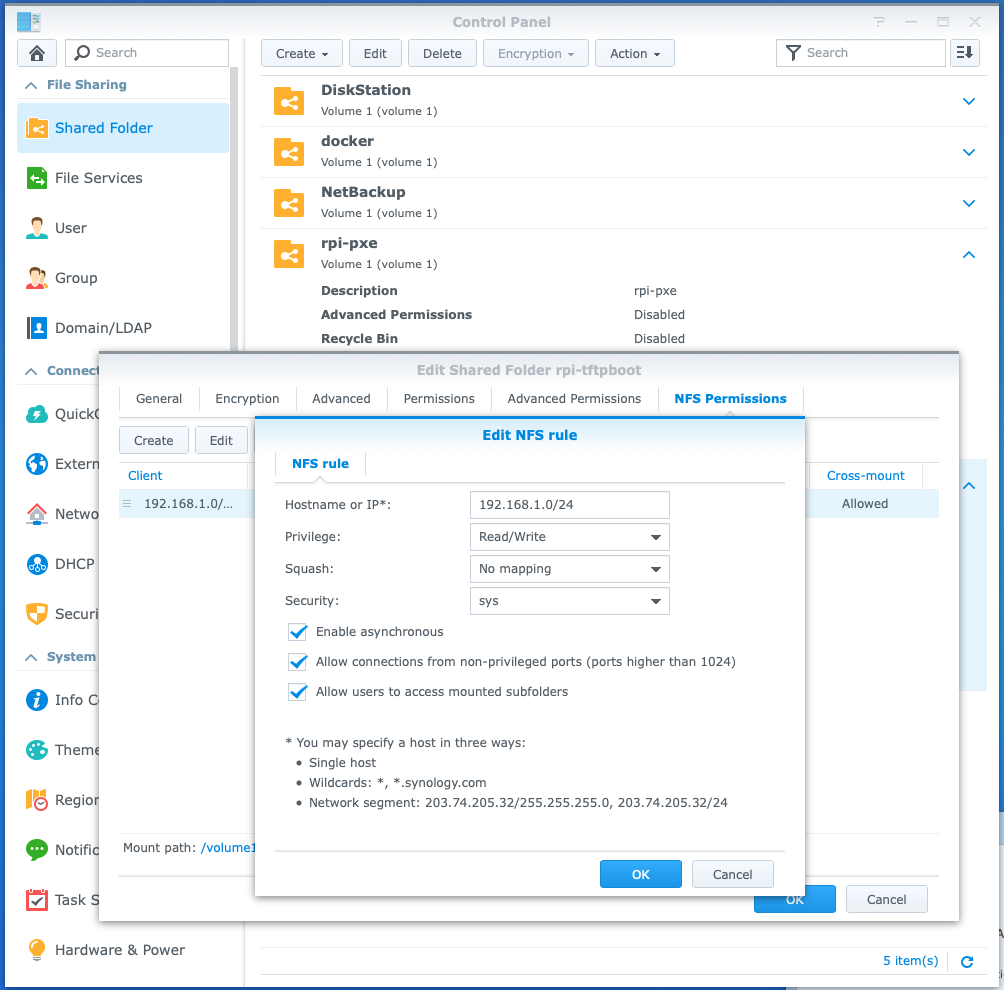 Control Panel
Search
Create
Edit
Delete
Encryption
Action
Search
File Sharing
Shared Folder
File Services
User
Group
Domain/LDAP
Connect
QuickC
Extern
Netwo
DHCP
Securi
System
Info C
Theme
Region
Notific
Task S
Hardware & Power
DiskStation
Volume 1 (volume 1)
docker
Volume 1 (volume 1)
NetBackup
Volume 1 (volume 1)
rpi-pxe
Volume 1 (volume 1)
Description rpi-pxe
Advanced Permissions Disabled
Recycle Bin Disabled
Edit Shared Folder rpi-tftpboot
General Encryption Advanced Permissions Advanced Permissions NFS Permissions
Create Edit
Client Cross-mount
192.168.1.0/... Allowed
Edit NFS rule
NFS rule
Hostname or IP*: 192.168.1.0/24
Privilege: Read/Write
Squash: No mapping
Security: sys
Enable asynchronous
Allow connections from non-privileged ports (ports higher than 1024)
Allow users to access mounted subfolders
* You may specify a host in three ways:
• Single host
• Wildcards: *, *.synology.com
• Network segment: 203.74.205.32/255.255.255.0, 203.74.205.32/24
OK Cancel
Mount path: /volume1
OK Cancel
5 item(s)